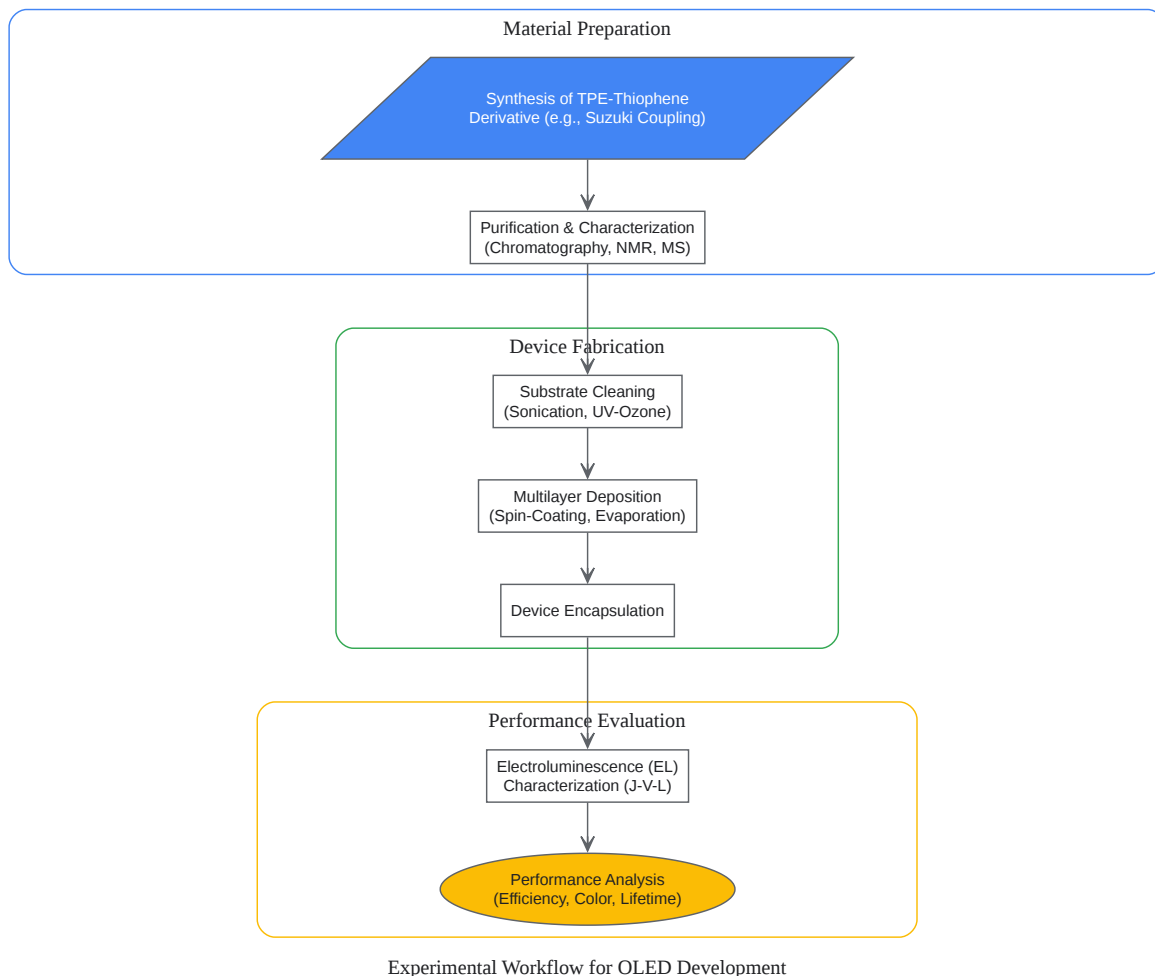 Material Preparation
Synthesis of TPE-Thiophene
Derivative (e.g., Suzuki Coupling)
Purification & Characterization
(Chromatography, NMR, MS)
Device Fabrication
Substrate Cleaning
(Sonication, UV-Ozone)
Multilayer Deposition
(Spin-Coating, Evaporation)
Device Encapsulation
Performance Evaluation
Electroluminescence (EL)
Characterization (J-V-L)
Performance Analysis
(Efficiency, Color, Lifetime)
Experimental Workflow for OLED Development